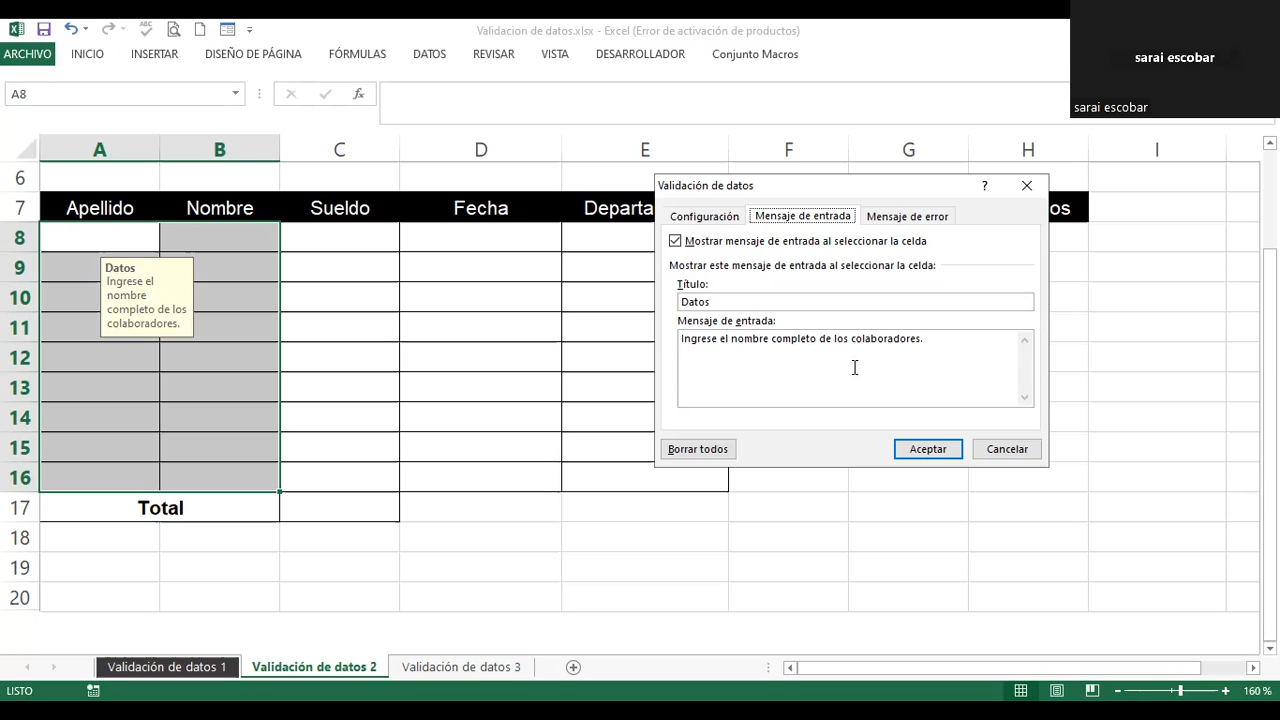 Validacion de datos.xlsx - Excel (Error de activación de productos)
sarai escobar
sarai escobar
ARCHIVO INICIO INSERTAR DISEÑO DE PÁGINA FÓRMULAS DATOS REVISAR VISTA DESARROLLADOR Conjunto Macros
A8
A B C D E F G H I
6
7 Apellido Nombre Sueldo Fecha Departa os
8
9
10
11
12
13
14
15
16
17 Total
18
19
20
Datos
Ingrese el
nombre
completo de los
colaboradores.
Validación de datos ?
Configuración Mensaje de entrada Mensaje de error
Mostrar mensaje de entrada al seleccionar la celda
Mostrar este mensaje de entrada al seleccionar la celda:
Título:
Datos
Mensaje de entrada:
Ingrese el nombre completo de los colaboradores.
Borrar todos Aceptar Cancelar
Validación de datos 1 Validación de datos 2 Validación de datos 3
LISTO 160 %